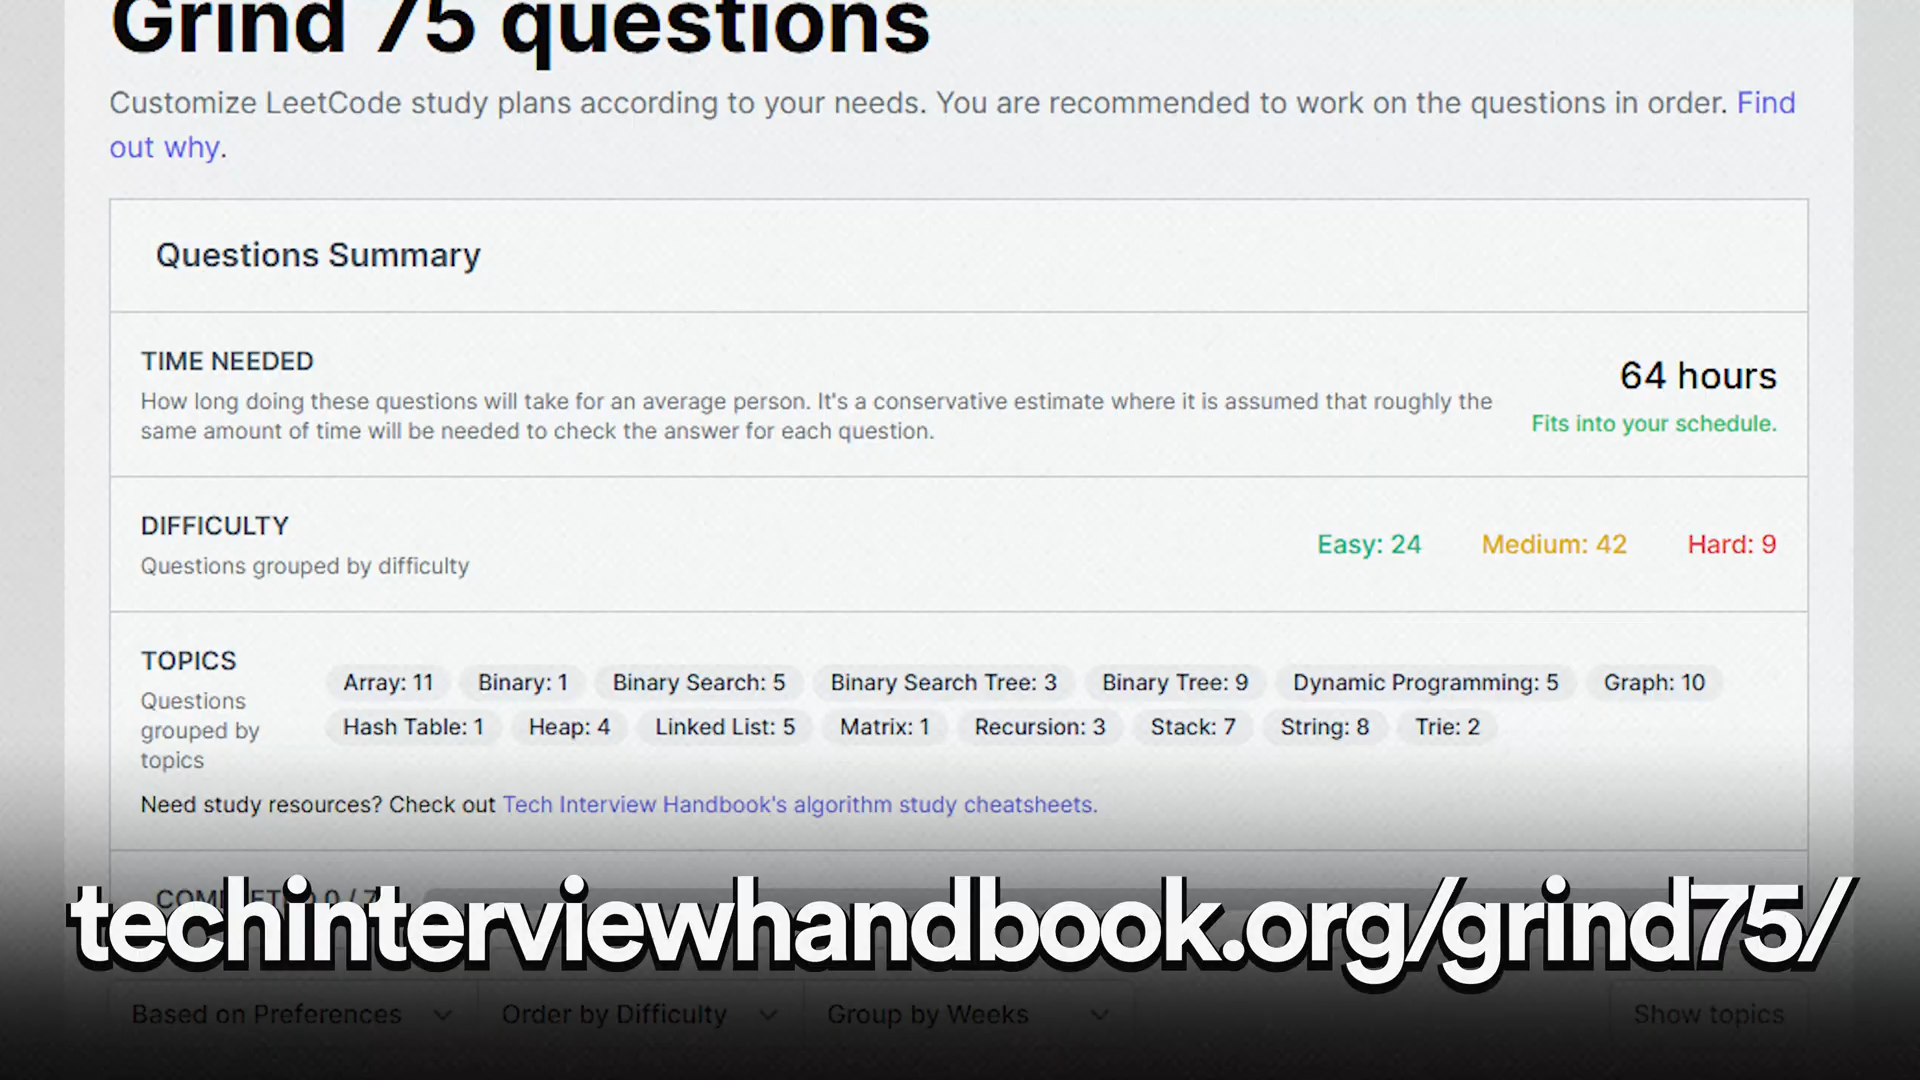 Grind 75 questions
Customize LeetCode study plans according to your needs. You are recommended to work on the questions in order. Find
out why.
Questions Summary
TIME NEEDED
How long doing these questions will take for an average person. It's a conservative estimate where it is assumed that roughly the
same amount of time will be needed to check the answer for each question.
64 hours
Fits into your schedule.
DIFFICULTY
Questions grouped by difficulty
Easy: 24 Medium: 42 Hard: 9
TOPICS
Questions
grouped by
topics
Array: 11 Binary: 1 Binary Search: 5 Binary Search Tree: 3 Binary Tree: 9 Dynamic Programming: 5 Graph: 10
Hash Table: 1 Heap: 4 Linked List: 5 Matrix: 1 Recursion: 3 Stack: 7 String: 8 Trie: 2
Need study resources? Check out Tech Interview Handbook's algorithm study cheatsheets.
techinterviewhandbook.org/grind75/
Based on Preferences Order by Difficulty Group by Weeks Show topics